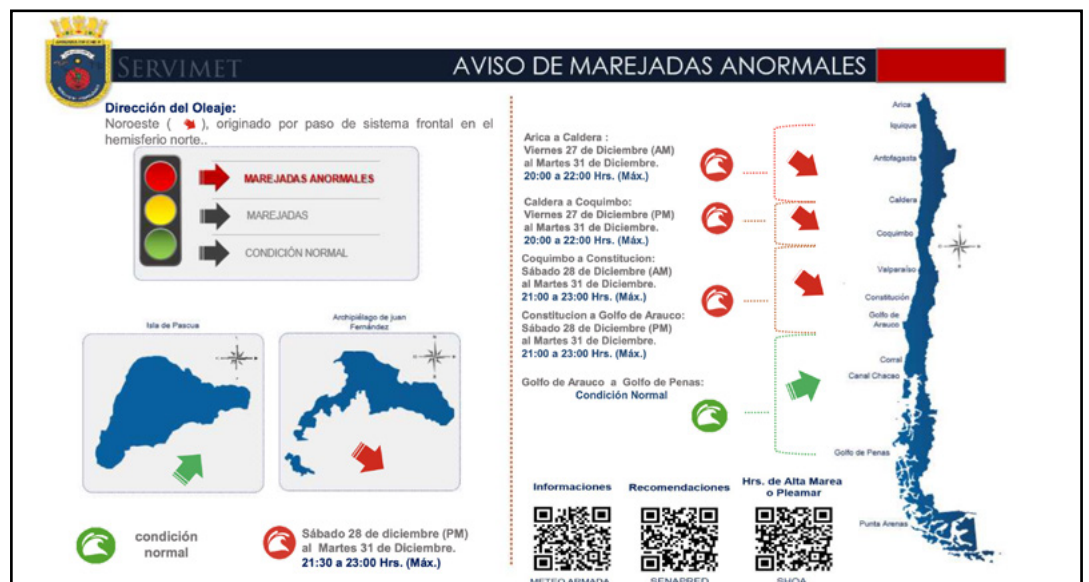 SERVIMET
AVISO DE MAREJADAS ANORMALES
Dirección del Oleaje:
Noroeste ( ), originado por paso de sistema frontal en el
hemisferio norte..
MAREJADAS ANORMALES
MAREJADAS
CONDICIÓN NORMAL
Isla de Pascua
Archipiélago de juan
Fernández
condición
normal
Sábado 28 de diciembre (PM)
al Martes 31 de Diciembre.
21:30 a 23:00 Hrs. (Máx.)
Arica a Caldera :
Viernes 27 de Diciembre (AM)
al Martes 31 de Diciembre.
20:00 a 22:00 Hrs. (Máx.)
Caldera a Coquimbo:
Viernes 27 de Diciembre (PM)
al Martes 31 de Diciembre.
20:00 a 22:00 Hrs. (Máx.)
Coquimbo a Constitucion:
Sábado 28 de Diciembre (AM)
al Martes 31 de Diciembre.
21:00 a 23:00 Hrs. (Máx.)
Constitucion a Golfo de Arauco:
Sábado 28 de Diciembre (PM)
al Martes 31 de Diciembre.
21:00 a 23:00 Hrs. (Máx.)
Golfo de Arauco a Golfo de Penas:
Condición Normal
Arica
Iquique
Antofagasta
Caldera
Coquimbo
Valparaíso
Constitución
Golfo de
Arauco
Corral
Canal Chacao
Golfo de Penas
Punta Arenas
Informaciones
Recomendaciones
Hrs. de Alta Marea
o Pleamar
METEO ARMADA
SENAPRED
SHOA